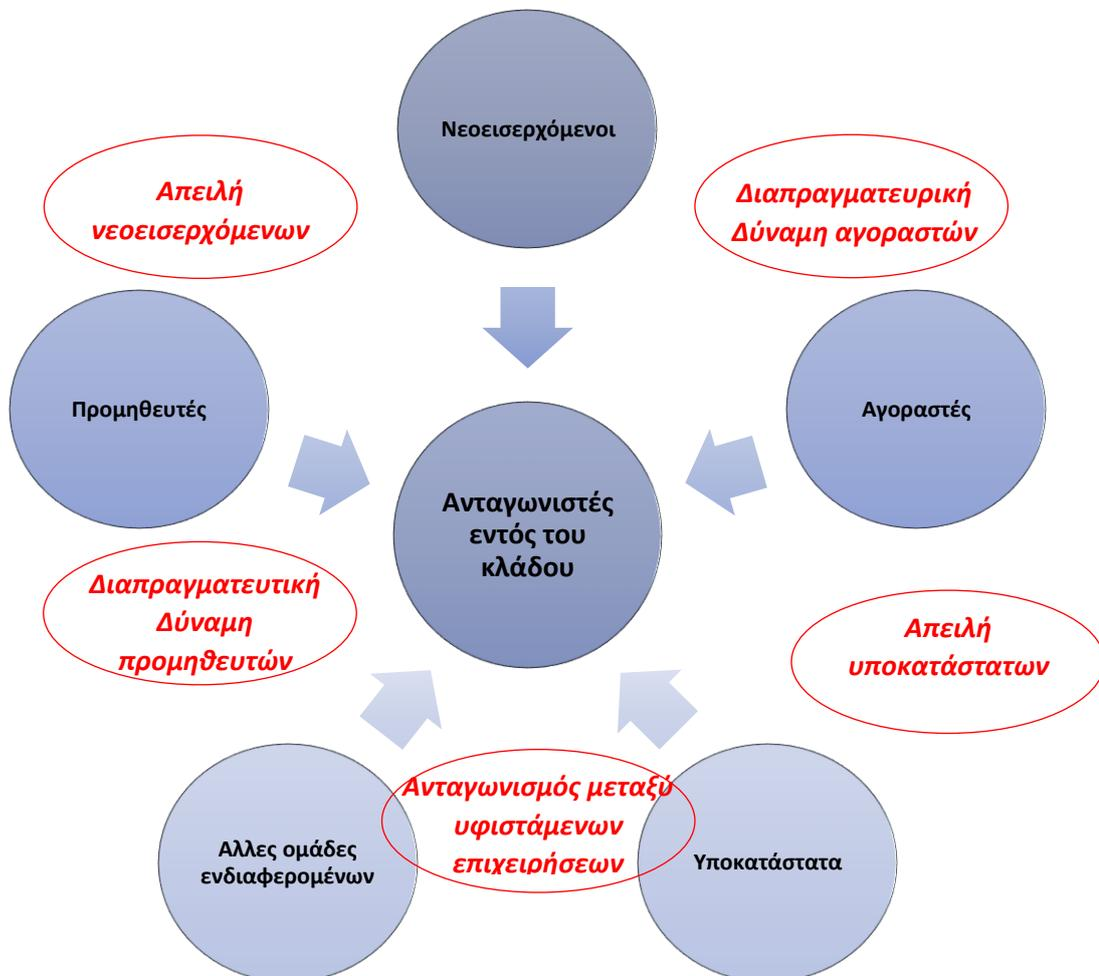 Νεοεισερχόμενοι
Απειλή
νεοεισερχόμενων
Διαπραγματευρική
Δύναμη αγοραστών
Προμηθευτές
Αγοραστές
Ανταγωνιστές
εντός του
κλάδου
Διαπραγματευτική
Δύναμη
προμηθευτών
Απειλή
υποκατάστατων
Ανταγωνισμός μεταξύ
υφιστάμενων
επιχειρήσεων
Αλλες ομάδες
ενδιαφερομένων
Υποκατάστατα